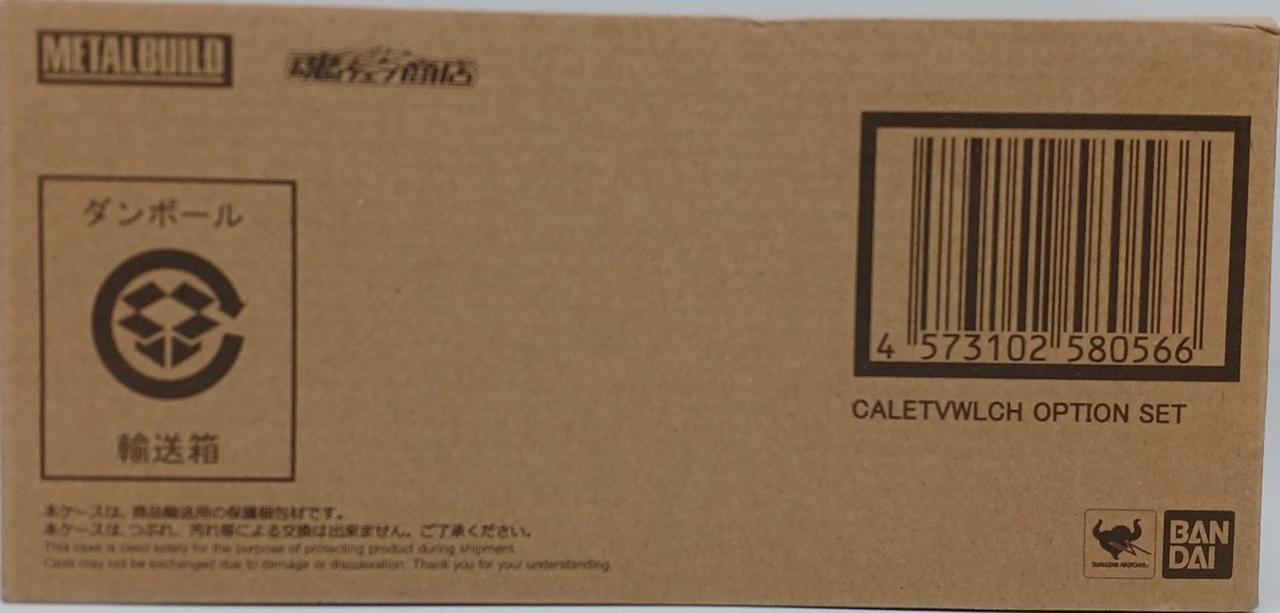 METAL BUILD
魂ウェブ商店
ダンボール
輸送箱
4 573102 580566
CALETVWLCH OPTION SET
本ケースは、商品輸送用の保護梱包材です。
本ケースは、つぶれ、汚れ等による交換は出来ません。ご了承ください。
This case is used solely for the purpose of protecting product during shipment.
Case may not be exchanged due to damage or discoloration. Thank you for your understanding.
TAMASHII NATIONS
BAN
DAI